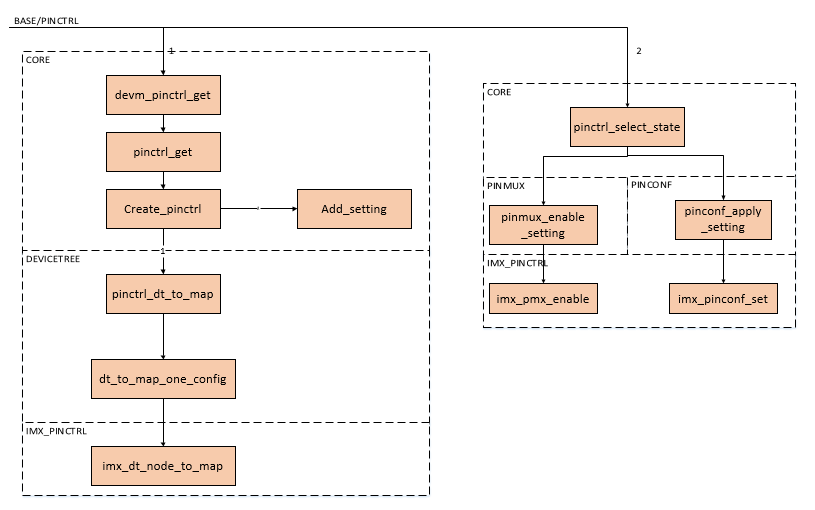 BASE/PINCTRL
1
CORE
devm_pinctrl_get
pinctrl_get
Create_pinctrl
Add_setting
1
DEVICETREE
pinctrl_dt_to_map
dt_to_map_one_config
IMX_PINCTRL
imx_dt_node_to_map
2
CORE
pinctrl_select_state
PINMUX
PINCONF
pinmux_enable
_setting
pinconf_apply
_setting
IMX_PINCTRL
imx_pmx_enable
imx_pinconf_set